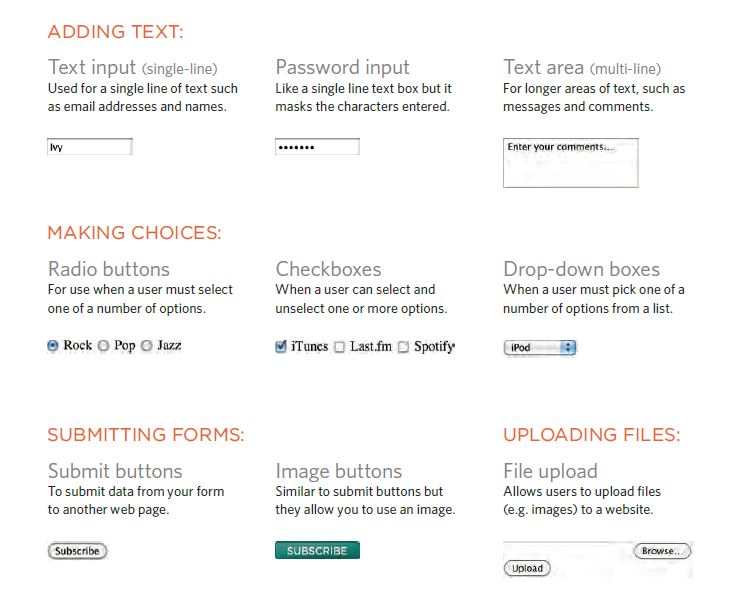 ADDING TEXT:
Text input (single-line)
Used for a single line of text such
as email addresses and names.
Ivy
Password input
Like a single line text box but it
masks the characters entered.
•••••••
Text area (multi-line)
For longer areas of text, such as
messages and comments.
Enter your comments...
MAKING CHOICES:
Radio buttons
For use when a user must select
one of a number of options.
Rock Pop Jazz
Checkboxes
When a user can select and
unselect one or more options.
iTunes Last.fm Spotify
Drop-down boxes
When a user must pick one of a
number of options from a list.
iPod
SUBMITTING FORMS:
Submit buttons
To submit data from your form
to another web page.
Subscribe
Image buttons
Similar to submit buttons but
they allow you to use an image.
SUBSCRIBE
UPLOADING FILES:
File upload
Allows users to upload files
(e.g. images) to a website.
Browse...
Upload